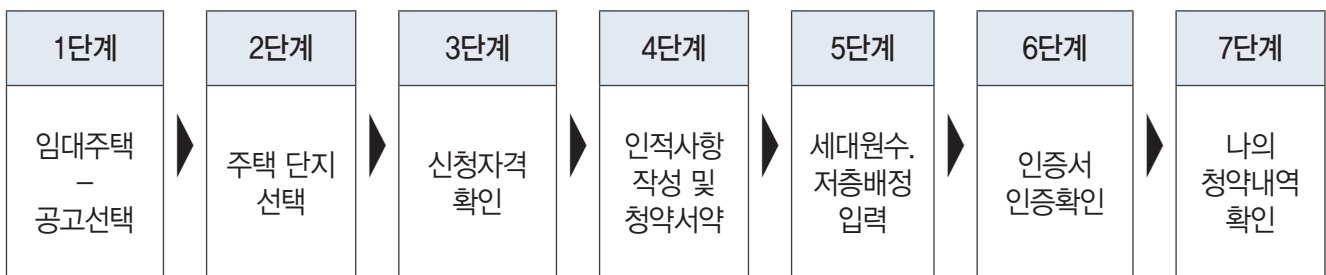 1단계
임대주택
–
공고선택
2단계
주택 단지
선택
3단계
신청자격
확인
4단계
인적사항
작성 및
청약서약
5단계
세대원수.
저층배정
입력
6단계
인증서
인증확인
7단계
나의
청약내역
확인